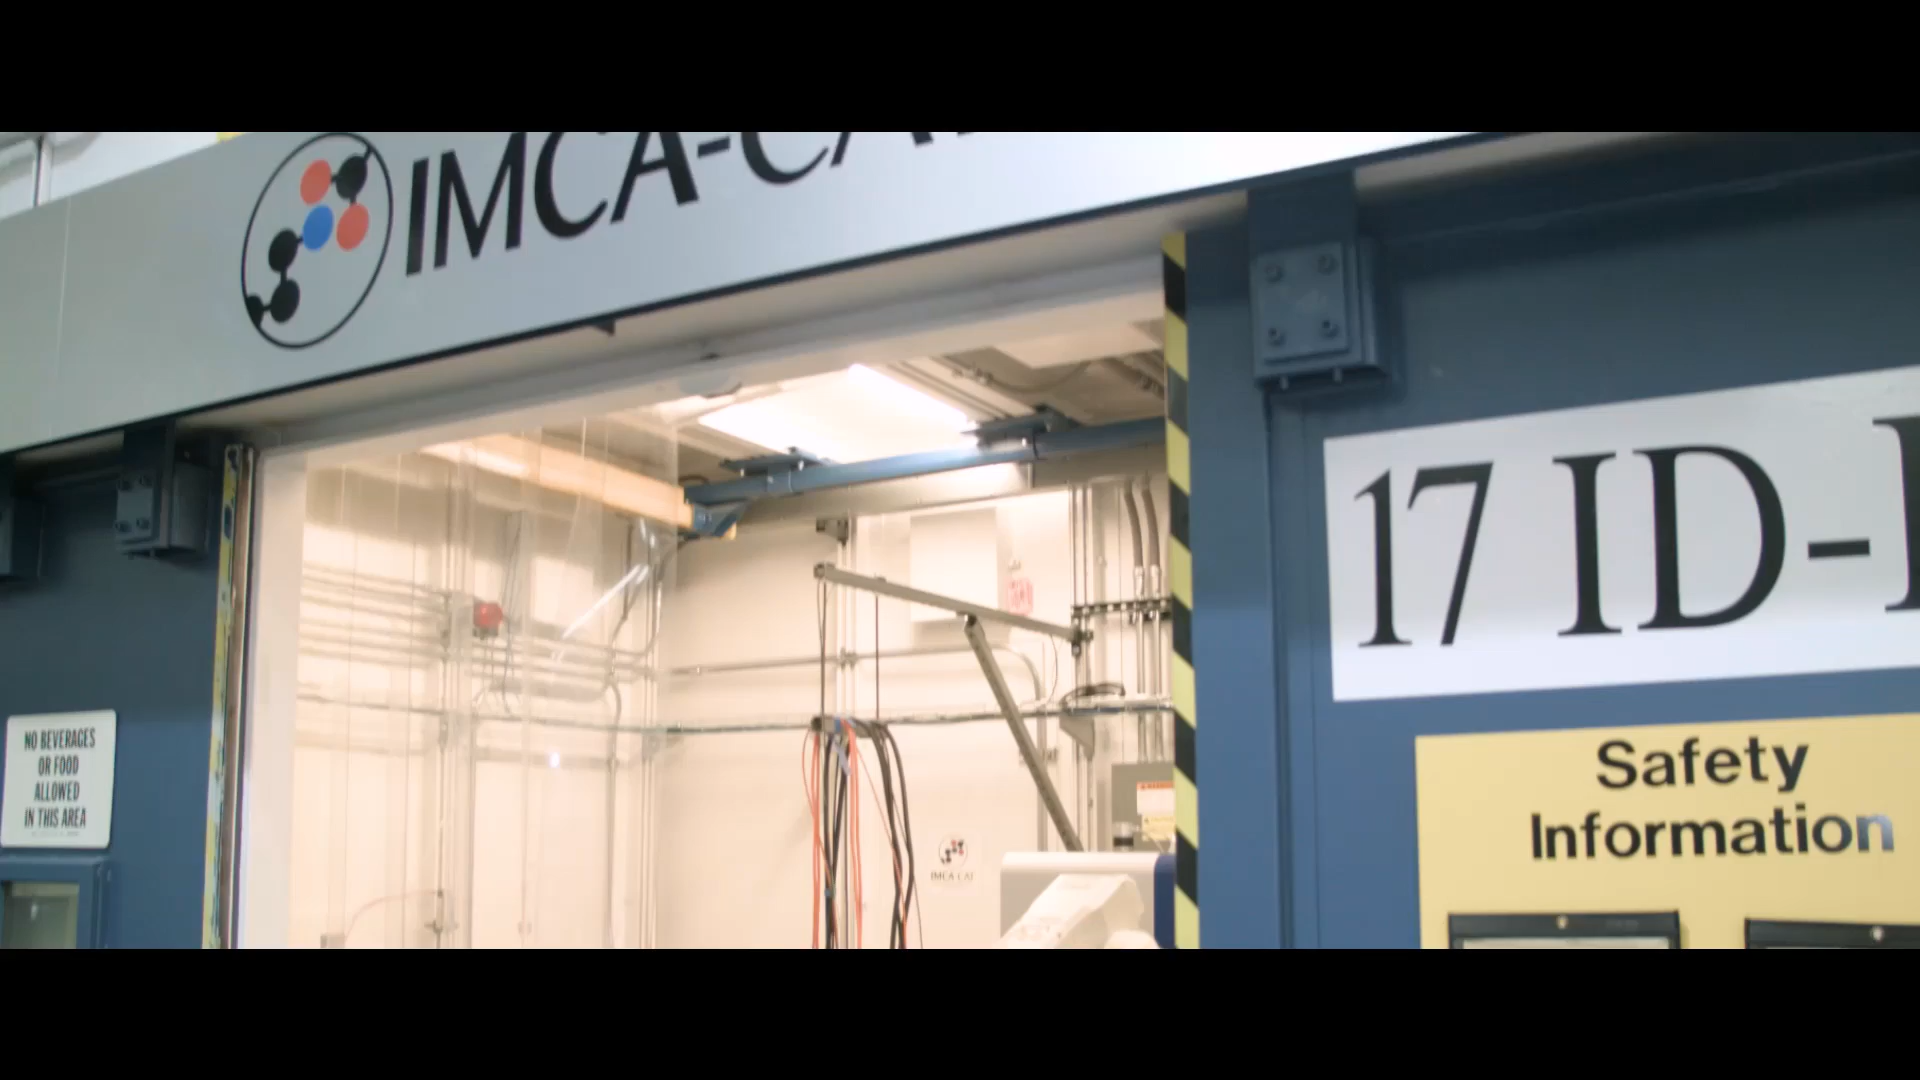 IMCA-CA
17 ID-
NO BEVERAGES
OR FOOD
ALLOWED
IN THIS AREA
Safety
Information
IMCA-CAT